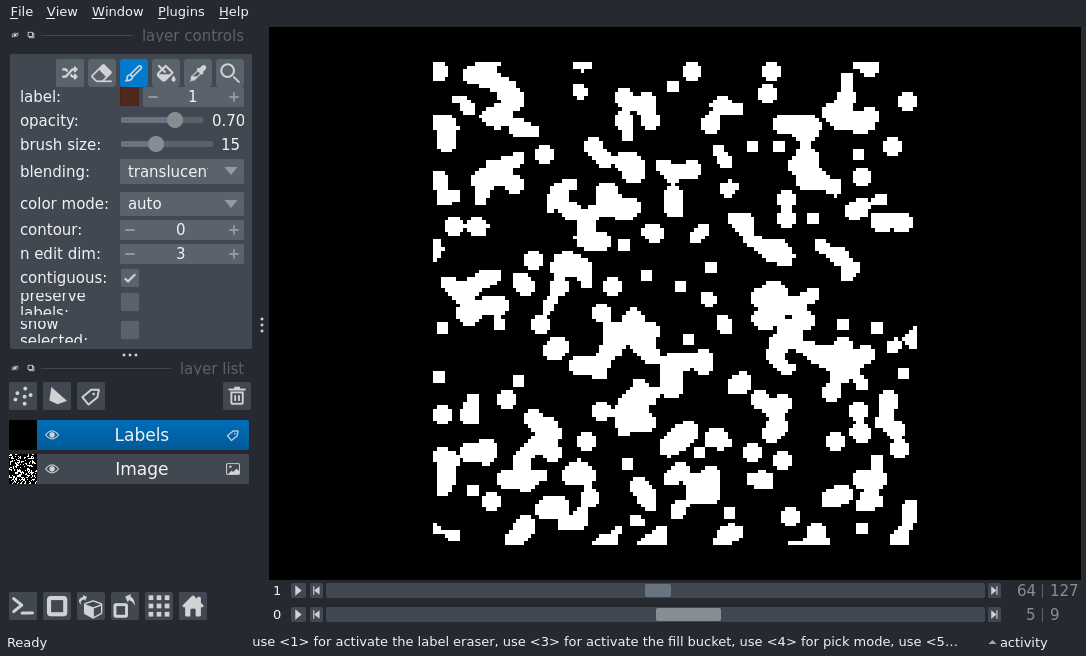 File View Window Plugins Help
layer controls
label: 1
opacity: 0.70
brush size: 15
blending: translucen
color mode: auto
contour: 0
n edit dim: 3
contiguous:
preserve
labels:
show
selected:
layer list
Labels
Image
1 64 | 127
0 5 | 9
Ready use <1> for activate the label eraser, use <3> for activate the fill bucket, use <4> for pick mode, use <5... activity